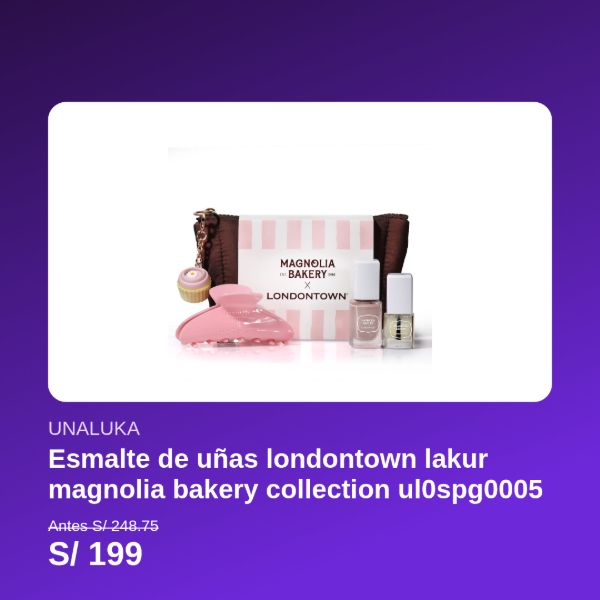 MAGNOLIA
BAKERY
X
LONDONTOWN
UNALUKA
Esmalte de uñas londontown lakur
magnolia bakery collection ul0spg0005
Antes S/ 248.75
S/ 199